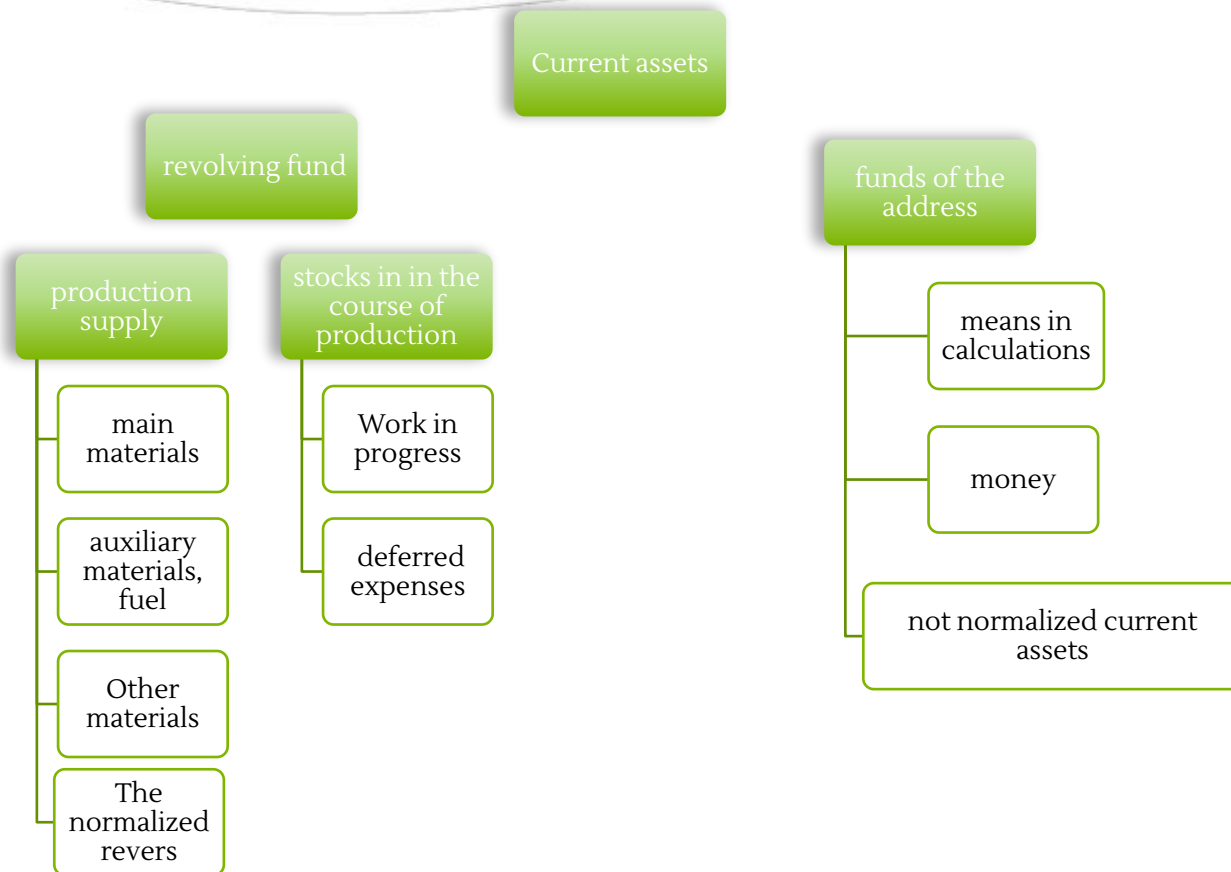 Current assets
revolving fund
funds of the
address
production
supply
stocks in in the
course of
production
means in
calculations
main
materials
Work in
progress
money
auxiliary
materials,
fuel
deferred
expenses
not normalized current
assets
Other
materials
The
normalized
revers